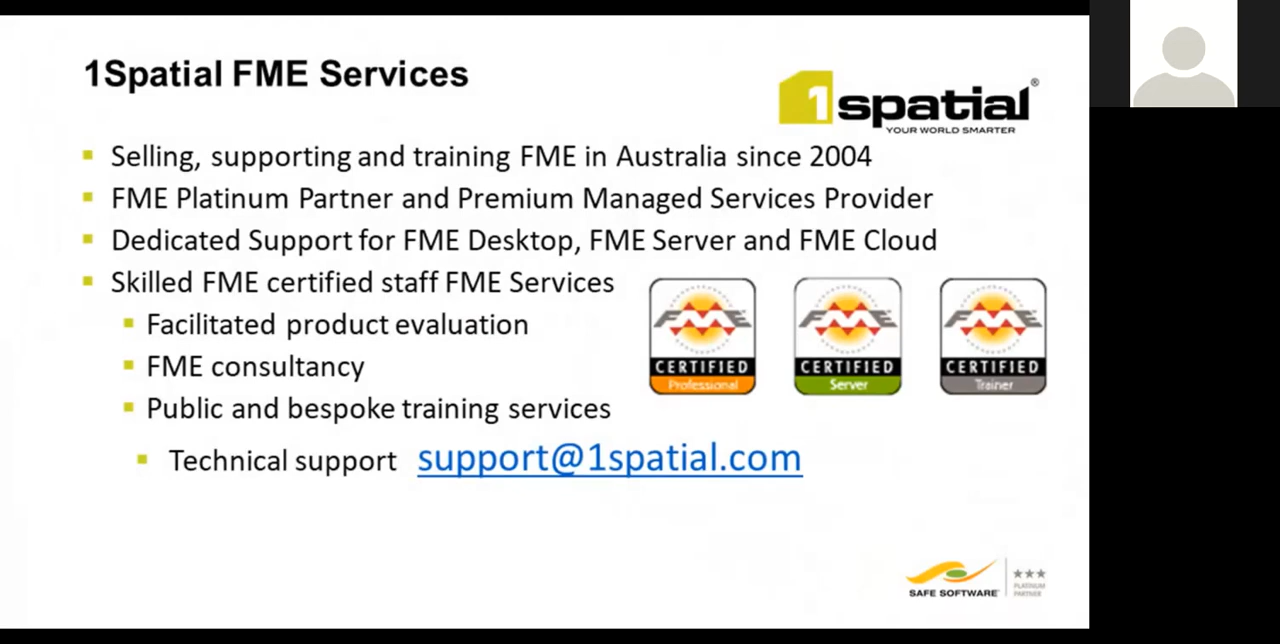 1Spatial FME Services
1spatial®
YOUR WORLD SMARTER
Selling, supporting and training FME in Australia since 2004
FME Platinum Partner and Premium Managed Services Provider
Dedicated Support for FME Desktop, FME Server and FME Cloud
Skilled FME certified staff FME Services
Facilitated product evaluation
FME consultancy
Public and bespoke training services
Technical support support@1spatial.com
FME FME FME
CERTIFIED CERTIFIED CERTIFIED
Professional Server Trainer
SAFE SOFTWARE
PLATINUM
PARTNER